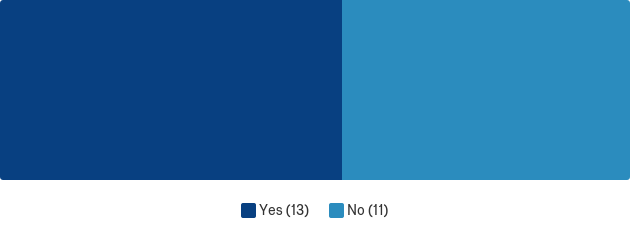 Yes (13) No (11)